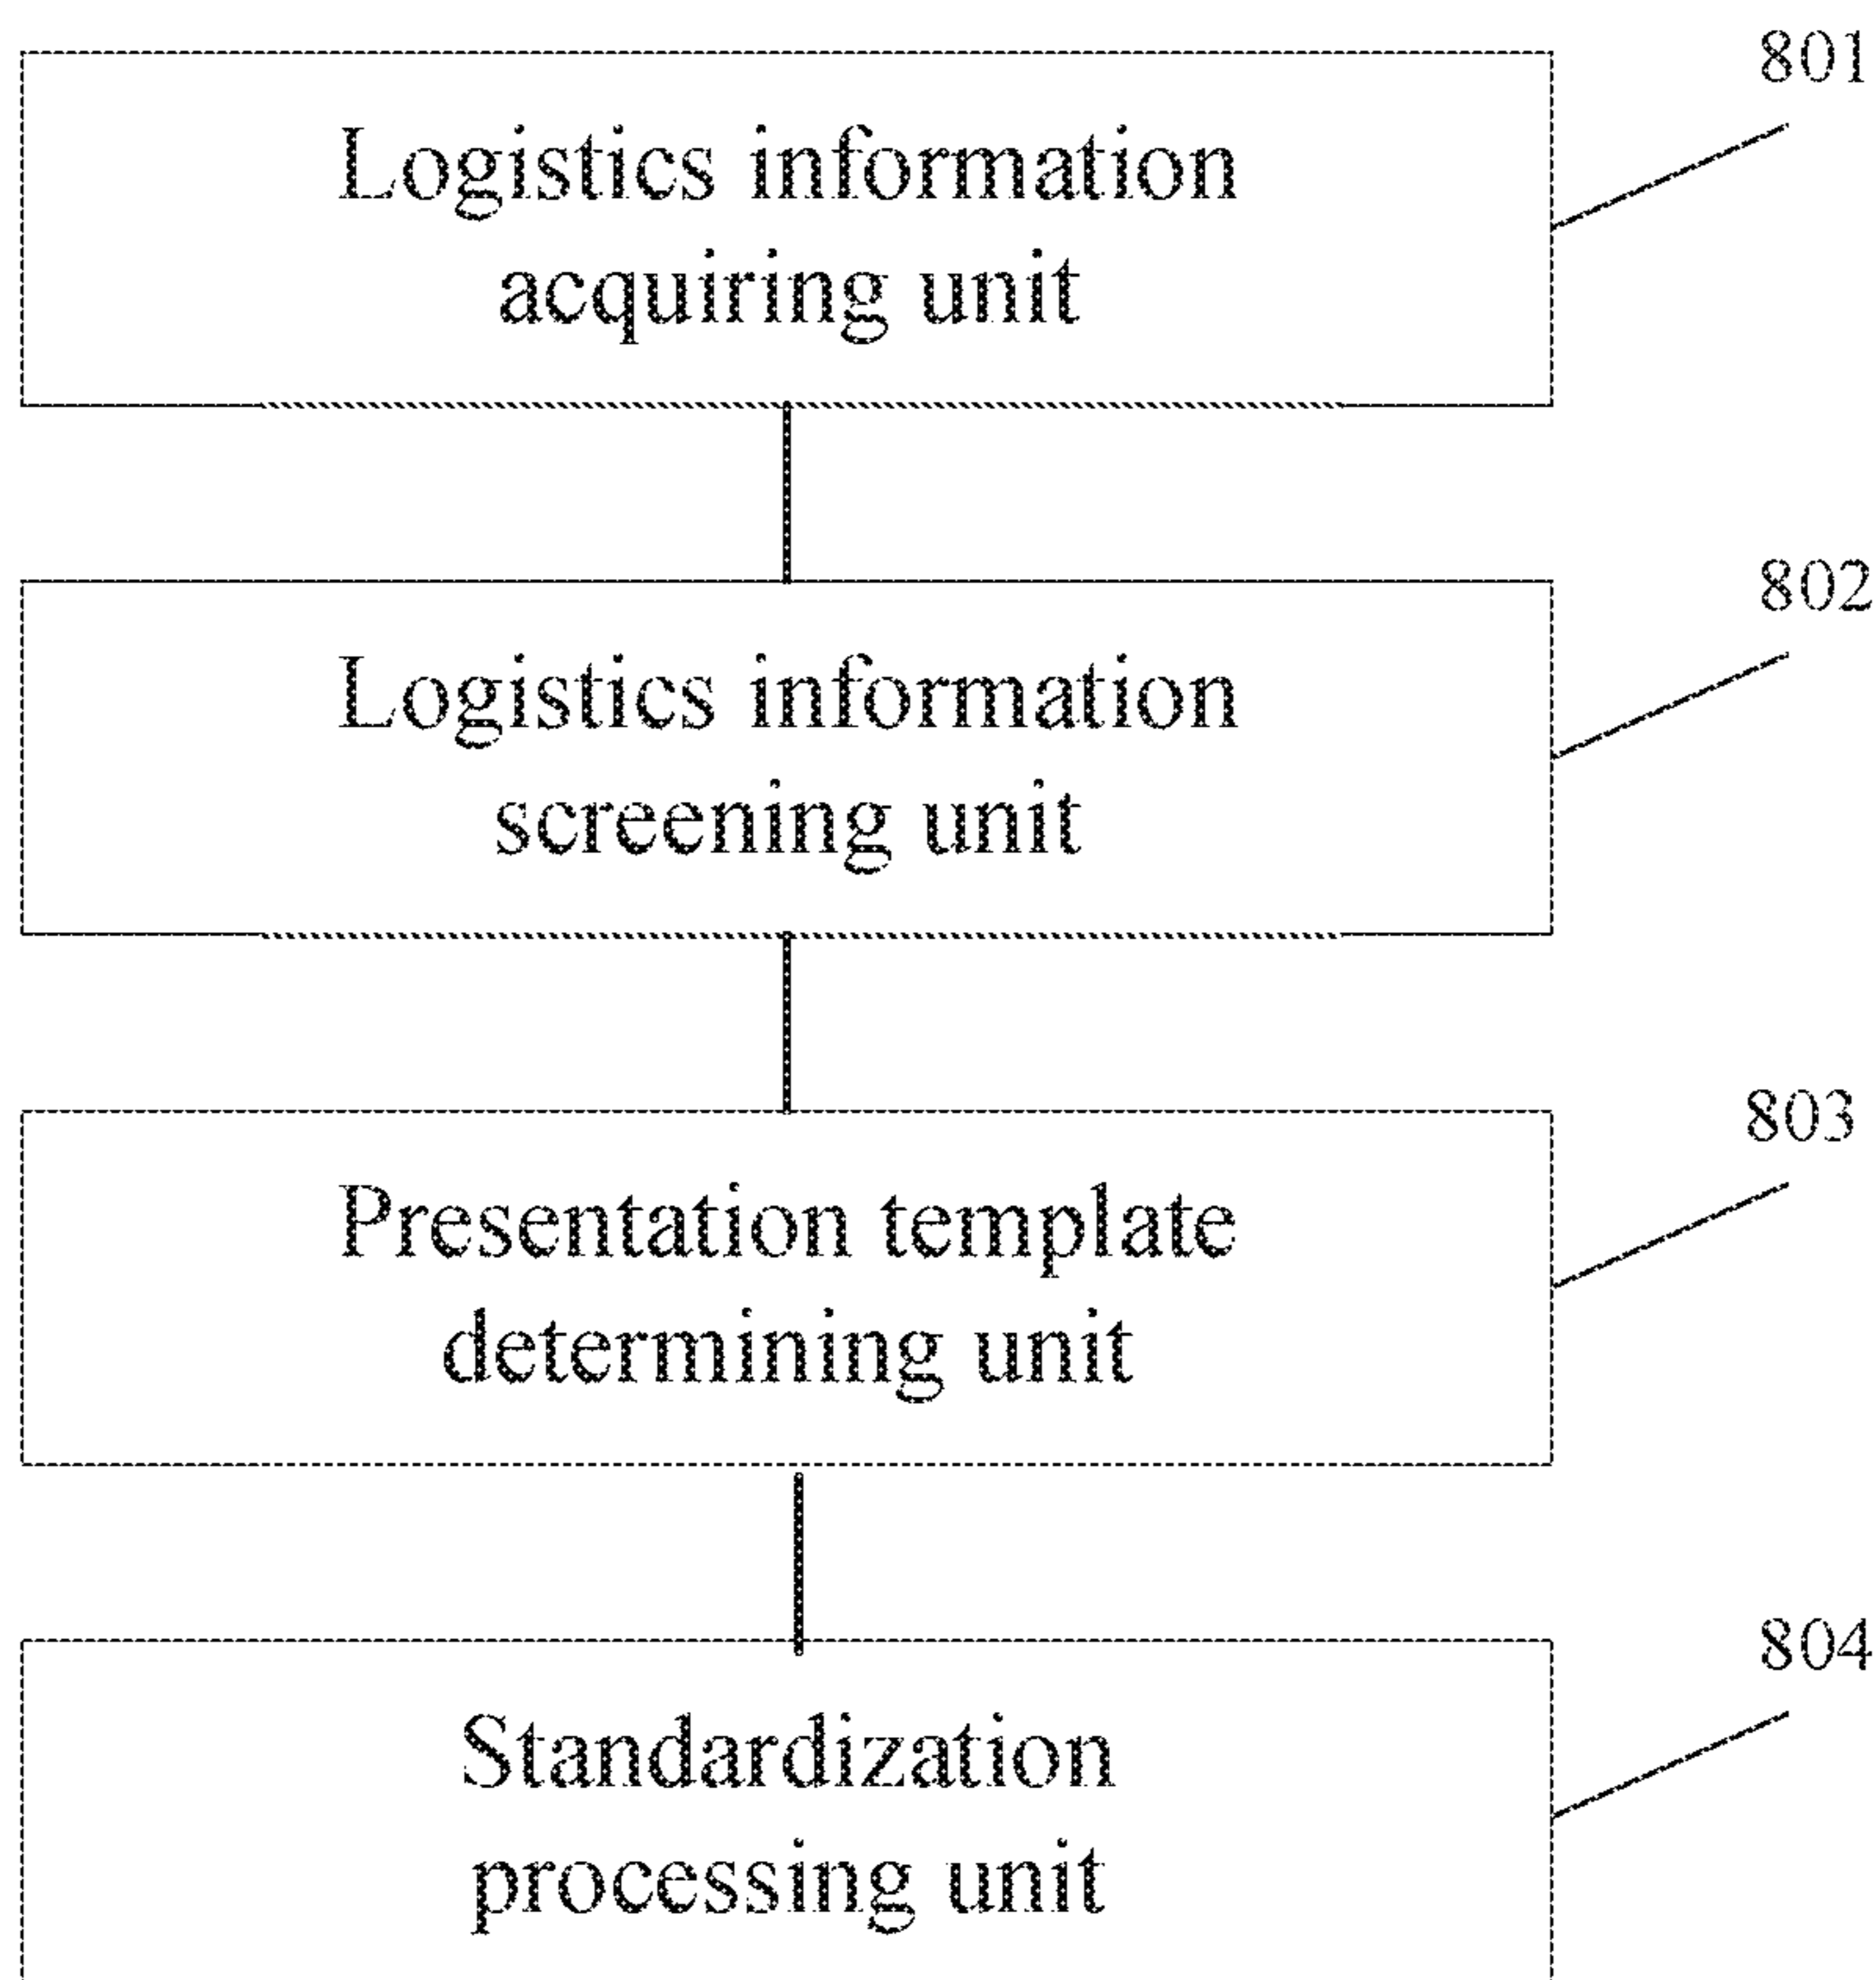 801
Logistics information
acquiring unit
802
Logistics information
screening unit
803
Presentation template
determining unit
804
Standardization
processing unit